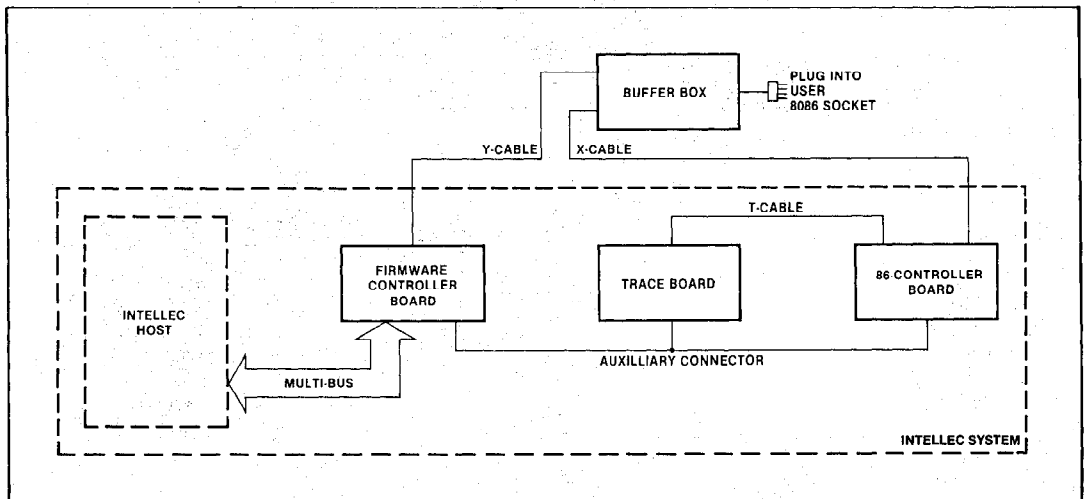 BUFFER BOX
PLUG INTO
USER
8086 SOCKET
Y-CABLE
X-CABLE
T-CABLE
INTELLEC
HOST
FIRMWARE
CONTROLLER
BOARD
TRACE BOARD
86-CONTROLLER
BOARD
AUXILLIARY CONNECTOR
MULTI-BUS
INTELLEC SYSTEM